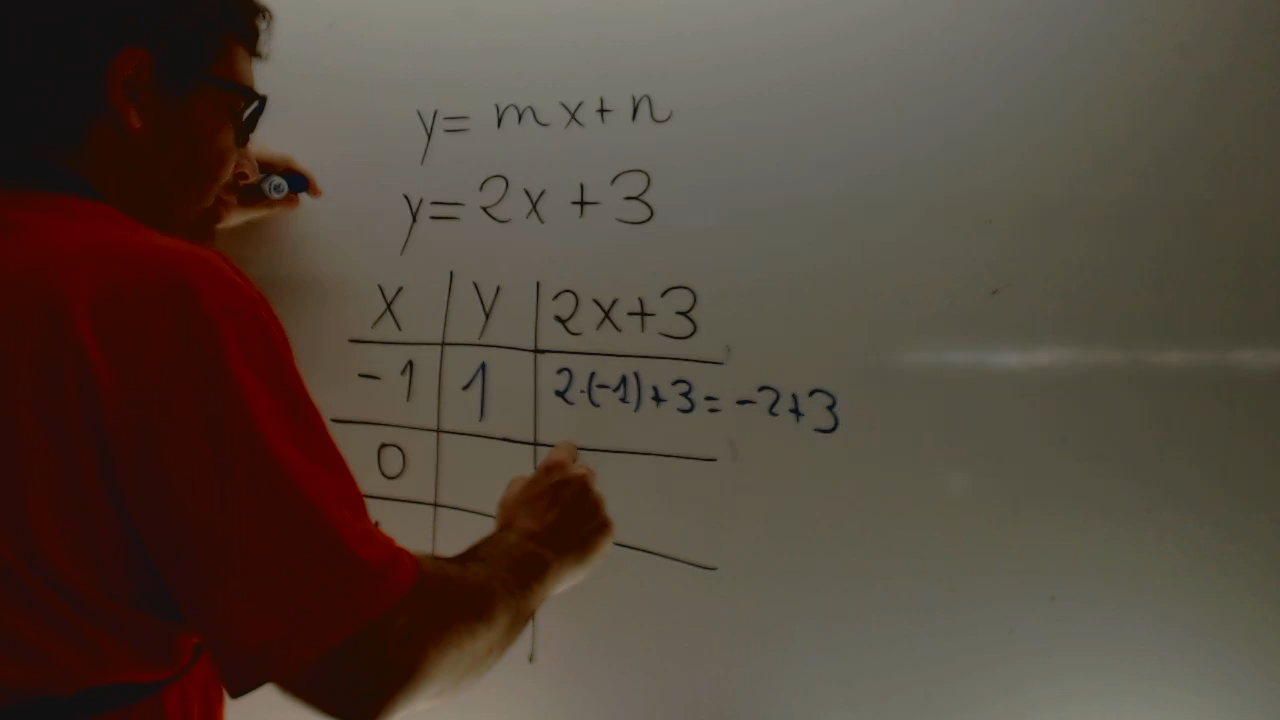 y = mx + n
y = 2x + 3
X Y 2x+3
-1 1 2·(-1)+3 = -2+3
0